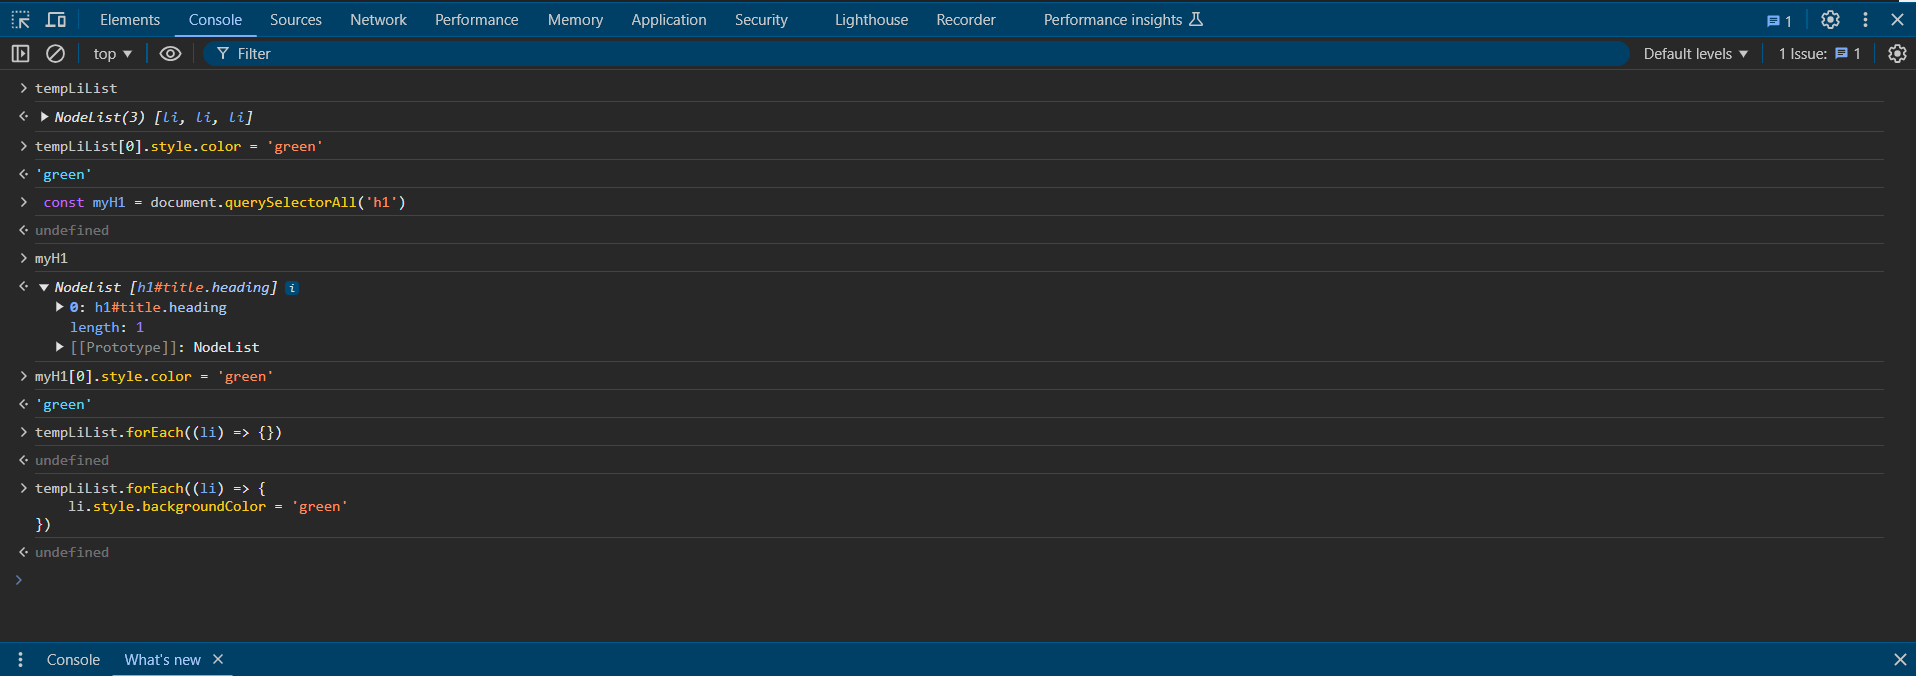 Elements Console Sources Network Performance Memory Application Security Lighthouse Recorder Performance insights 1
top Filter Default levels 1 Issue: 1
tempLiList
NodeList(3) [li, li, li]
tempLiList[0].style.color = 'green'
'green'
const myH1 = document.querySelectorAll('h1')
undefined
myH1
NodeList [h1#title.heading] i
0: h1#title.heading
length: 1
[[Prototype]]: NodeList
myH1[0].style.color = 'green'
'green'
tempLiList.forEach((li) => {})
undefined
tempLiList.forEach((li) => {
    li.style.backgroundColor = 'green'
})
undefined
Console What's new